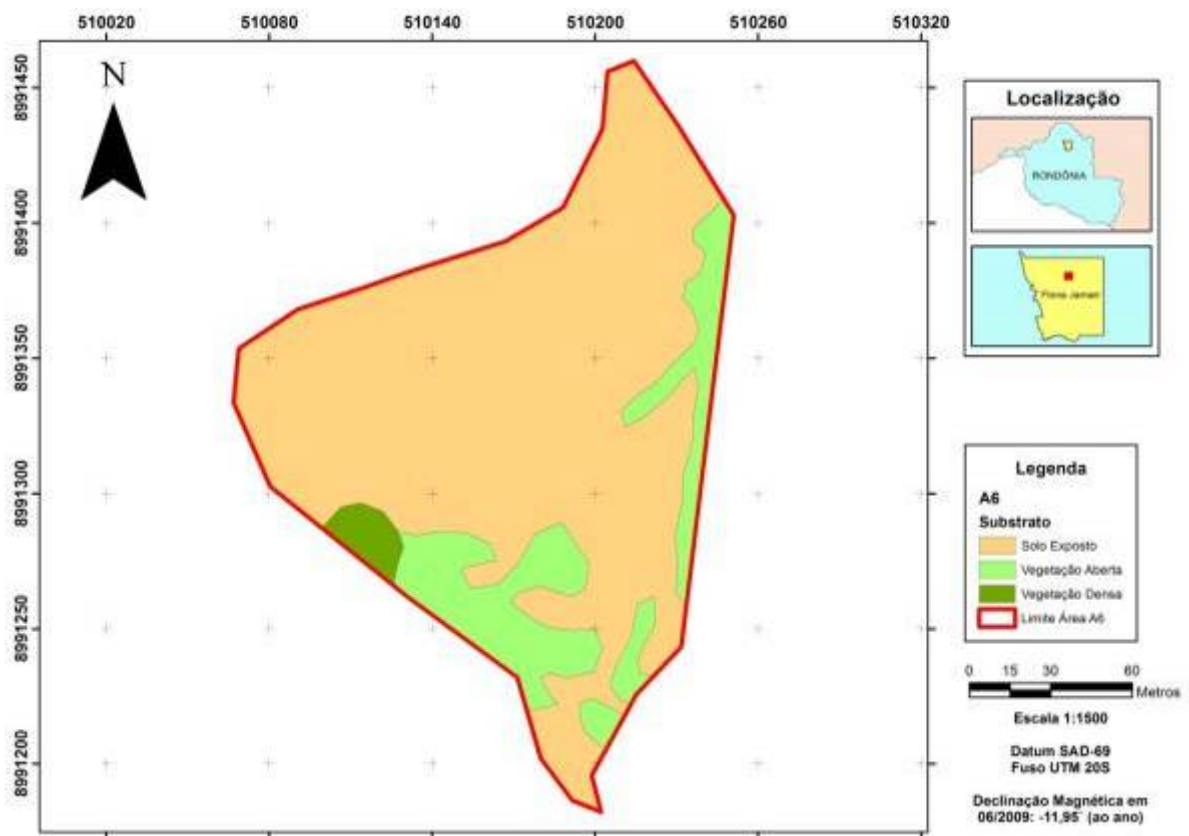 510020 510080 510140 510200 510260 510320
N
8991450
8991400
8991350
8991300
8991250
8991200
Localização
RONDÔNIA
Flona Jamari
Legenda
A6
Substrato
Solo Exposto
Vegetação Aberta
Vegetação Densa
Limite Área A6
0 15 30 60
Metros
Escala 1:1500
Datum SAD-69
Fuso UTM 20S
Declinação Magnética em
06/2009: -11,95° (ao ano)